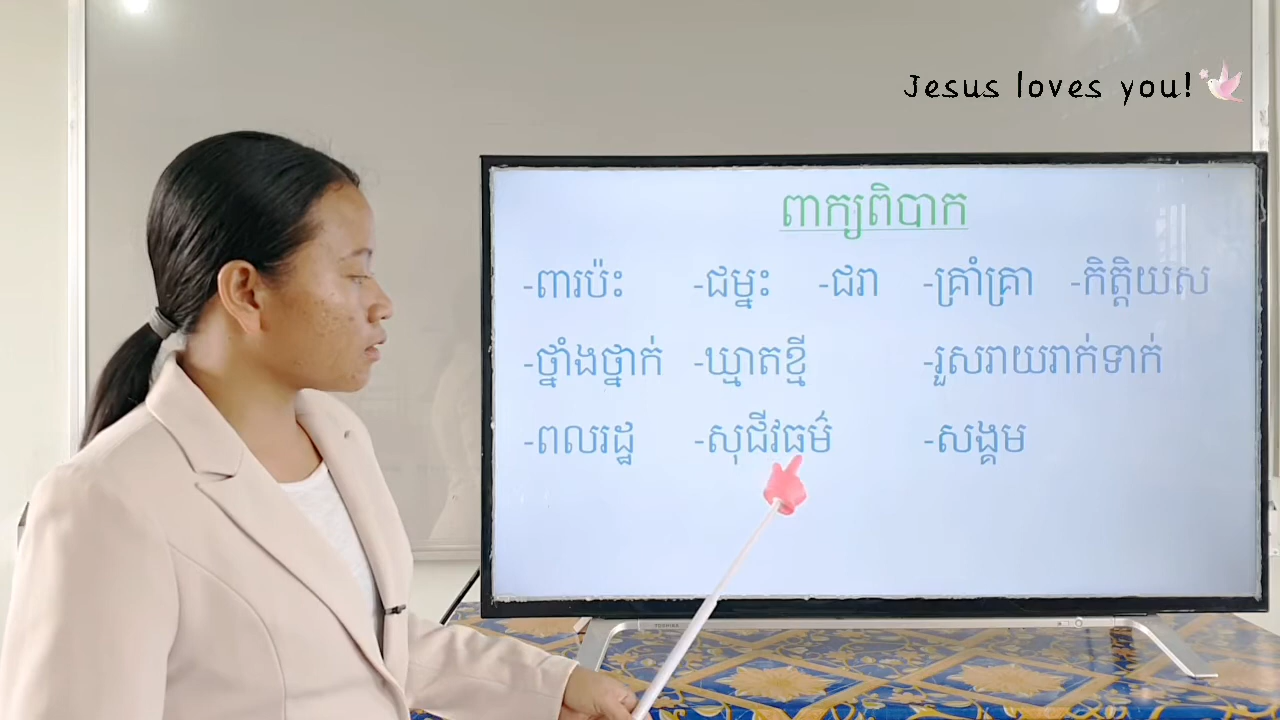 Jesus loves you!
ពាក្យពិបាក
-ពារប៉ះ -ជម្នះ -ជរា -គ្រាំគ្រា -កិត្តិយស
-ថ្នាំងថ្នាក់ -ឃ្មាតខ្មី -រួសរាយរាក់ទាក់
-ពលរដ្ឋ -សុជីវធម៌ -សង្គម
TOSHIBA